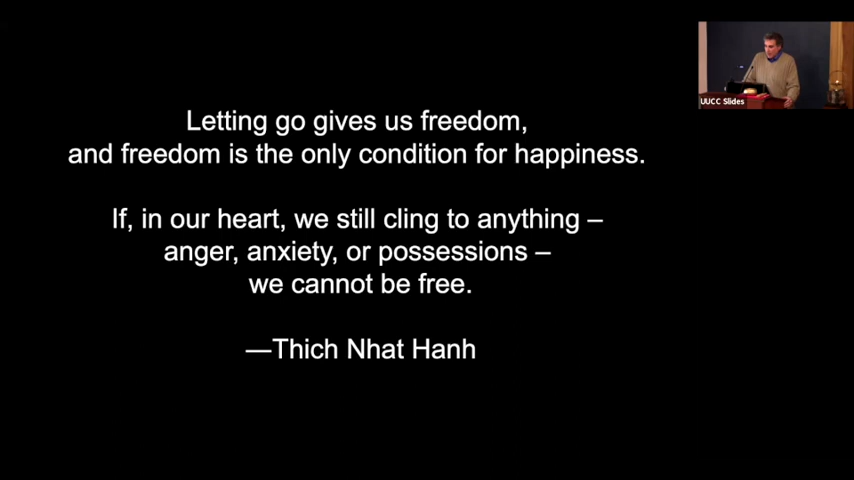 Letting go gives us freedom,
and freedom is the only condition for happiness.
If, in our heart, we still cling to anything –
anger, anxiety, or possessions –
we cannot be free.
—Thich Nhat Hanh
UUCC Slides